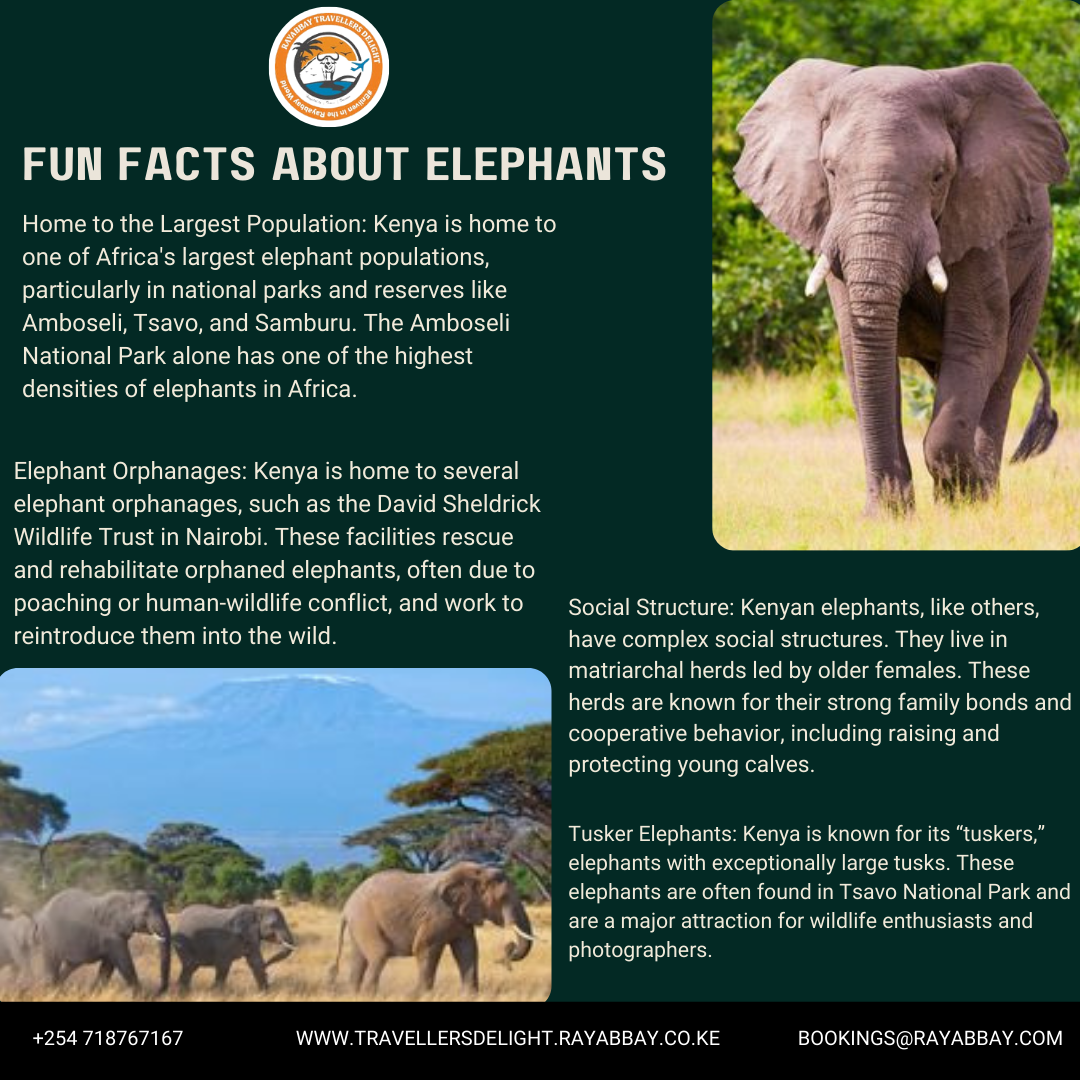 RAYABBAY TRAVELLERS DELIGHT
#Enliven in the Rayabbay World
FUN FACTS ABOUT ELEPHANTS
Home to the Largest Population: Kenya is home to
one of Africa's largest elephant populations,
particularly in national parks and reserves like
Amboseli, Tsavo, and Samburu. The Amboseli
National Park alone has one of the highest
densities of elephants in Africa.
Elephant Orphanages: Kenya is home to several
elephant orphanages, such as the David Sheldrick
Wildlife Trust in Nairobi. These facilities rescue
and rehabilitate orphaned elephants, often due to
poaching or human-wildlife conflict, and work to
reintroduce them into the wild.
Social Structure: Kenyan elephants, like others,
have complex social structures. They live in
matriarchal herds led by older females. These
herds are known for their strong family bonds and
cooperative behavior, including raising and
protecting young calves.
Tusker Elephants: Kenya is known for its “tuskers,”
elephants with exceptionally large tusks. These
elephants are often found in Tsavo National Park and
are a major attraction for wildlife enthusiasts and
photographers.
+254 718767167
WWW.TRAVELLERSDELIGHT.RAYABBAY.CO.KE
BOOKINGS@RAYABBAY.COM